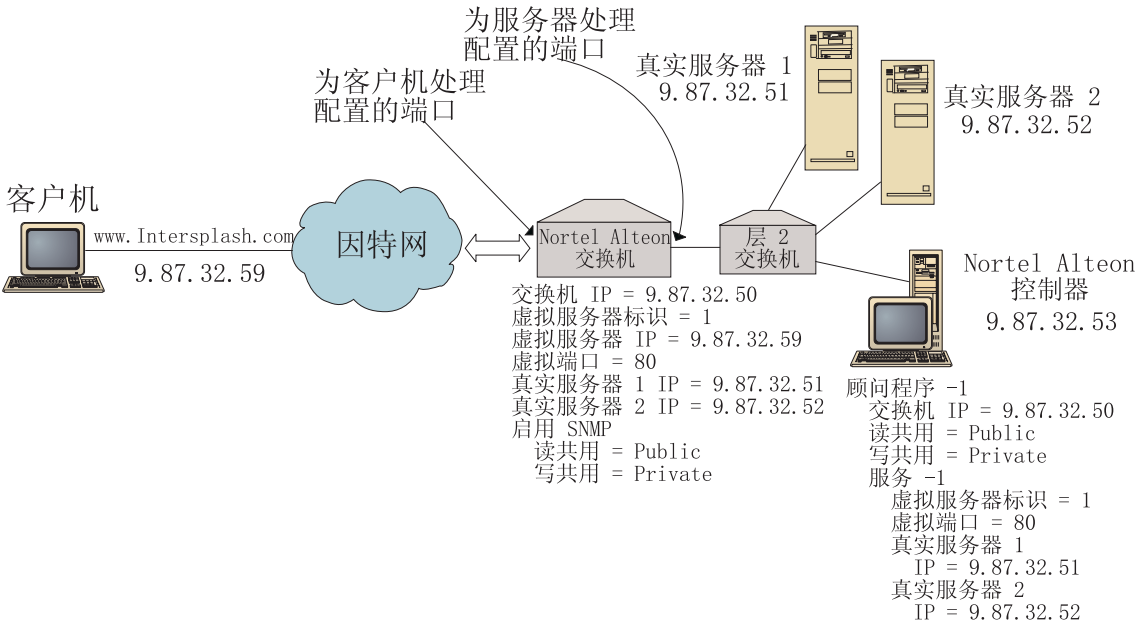 为服务器处理
配置的端口
为客户机处理
配置的端口
真实服务器 1
9.87.32.51
真实服务器 2
9.87.32.52
客户机
www.Intersplash.com
9.87.32.59
因特网
Nortel Alteon
交换机
层 2
交换机
Nortel Alteon
控制器
9.87.32.53
交换机 IP = 9.87.32.50
虚拟服务器标识 = 1
虚拟服务器 IP = 9.87.32.59
虚拟端口 = 80
真实服务器 1 IP = 9.87.32.51
真实服务器 2 IP = 9.87.32.52
启用 SNMP
读共用 = Public
写共用 = Private
顾问程序 -1
交换机 IP = 9.87.32.50
读共用 = Public
写共用 = Private
服务 -1
虚拟服务器标识 = 1
虚拟端口 = 80
真实服务器 1
IP = 9.87.32.51
真实服务器 2
IP = 9.87.32.52